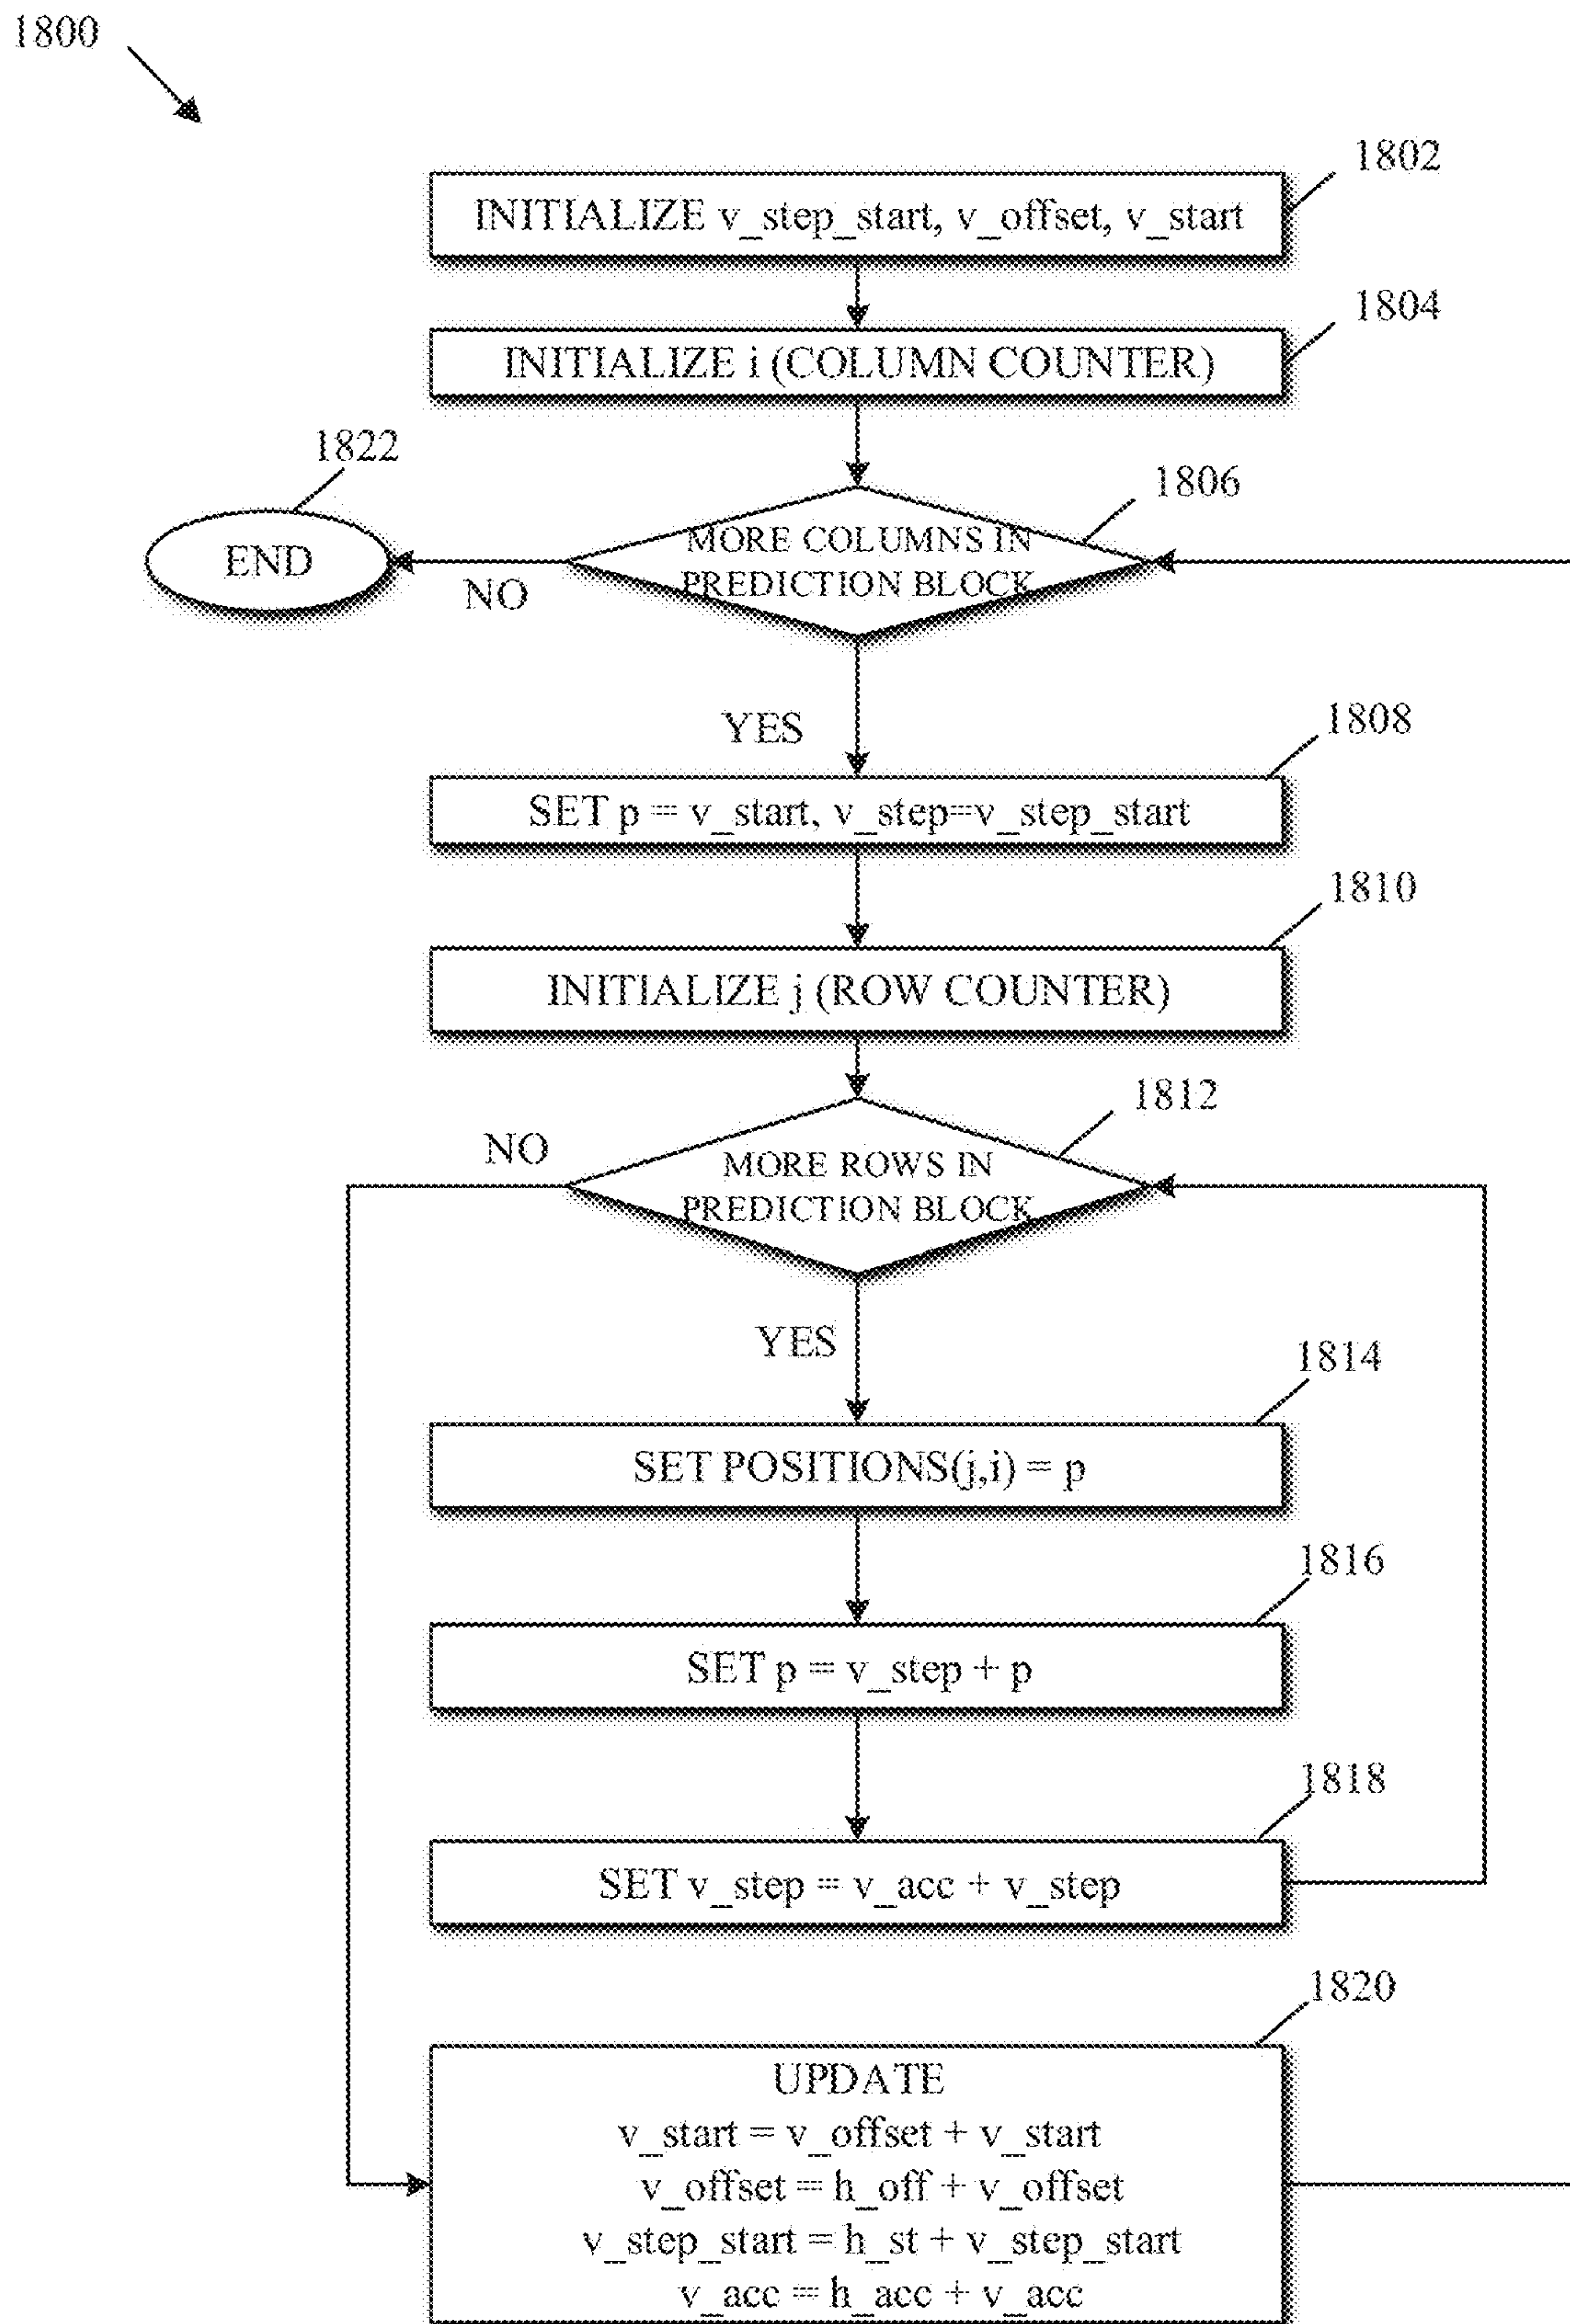 1800
1802
INITIALIZE v_step_start, v_offset, v_start
1804
INITIALIZE i (COLUMN COUNTER)
1822
1806
END
MORE COLUMNS IN
PREDICTION BLOCK
NO
YES
1808
SET p = v_start, v_step=v_step_start
1810
INITIALIZE j (ROW COUNTER)
1812
NO
MORE ROWS IN
PREDICTION BLOCK
YES
1814
SET POSITIONS(j,i) = p
1816
SET p = v_step + p
1818
SET v_step = v_acc + v_step
1820
UPDATE
v_start = v_offset + v_start
v_offset = h_off + v_offset
v_step_start = h_st + v_step_start
v_acc = h_acc + v_acc